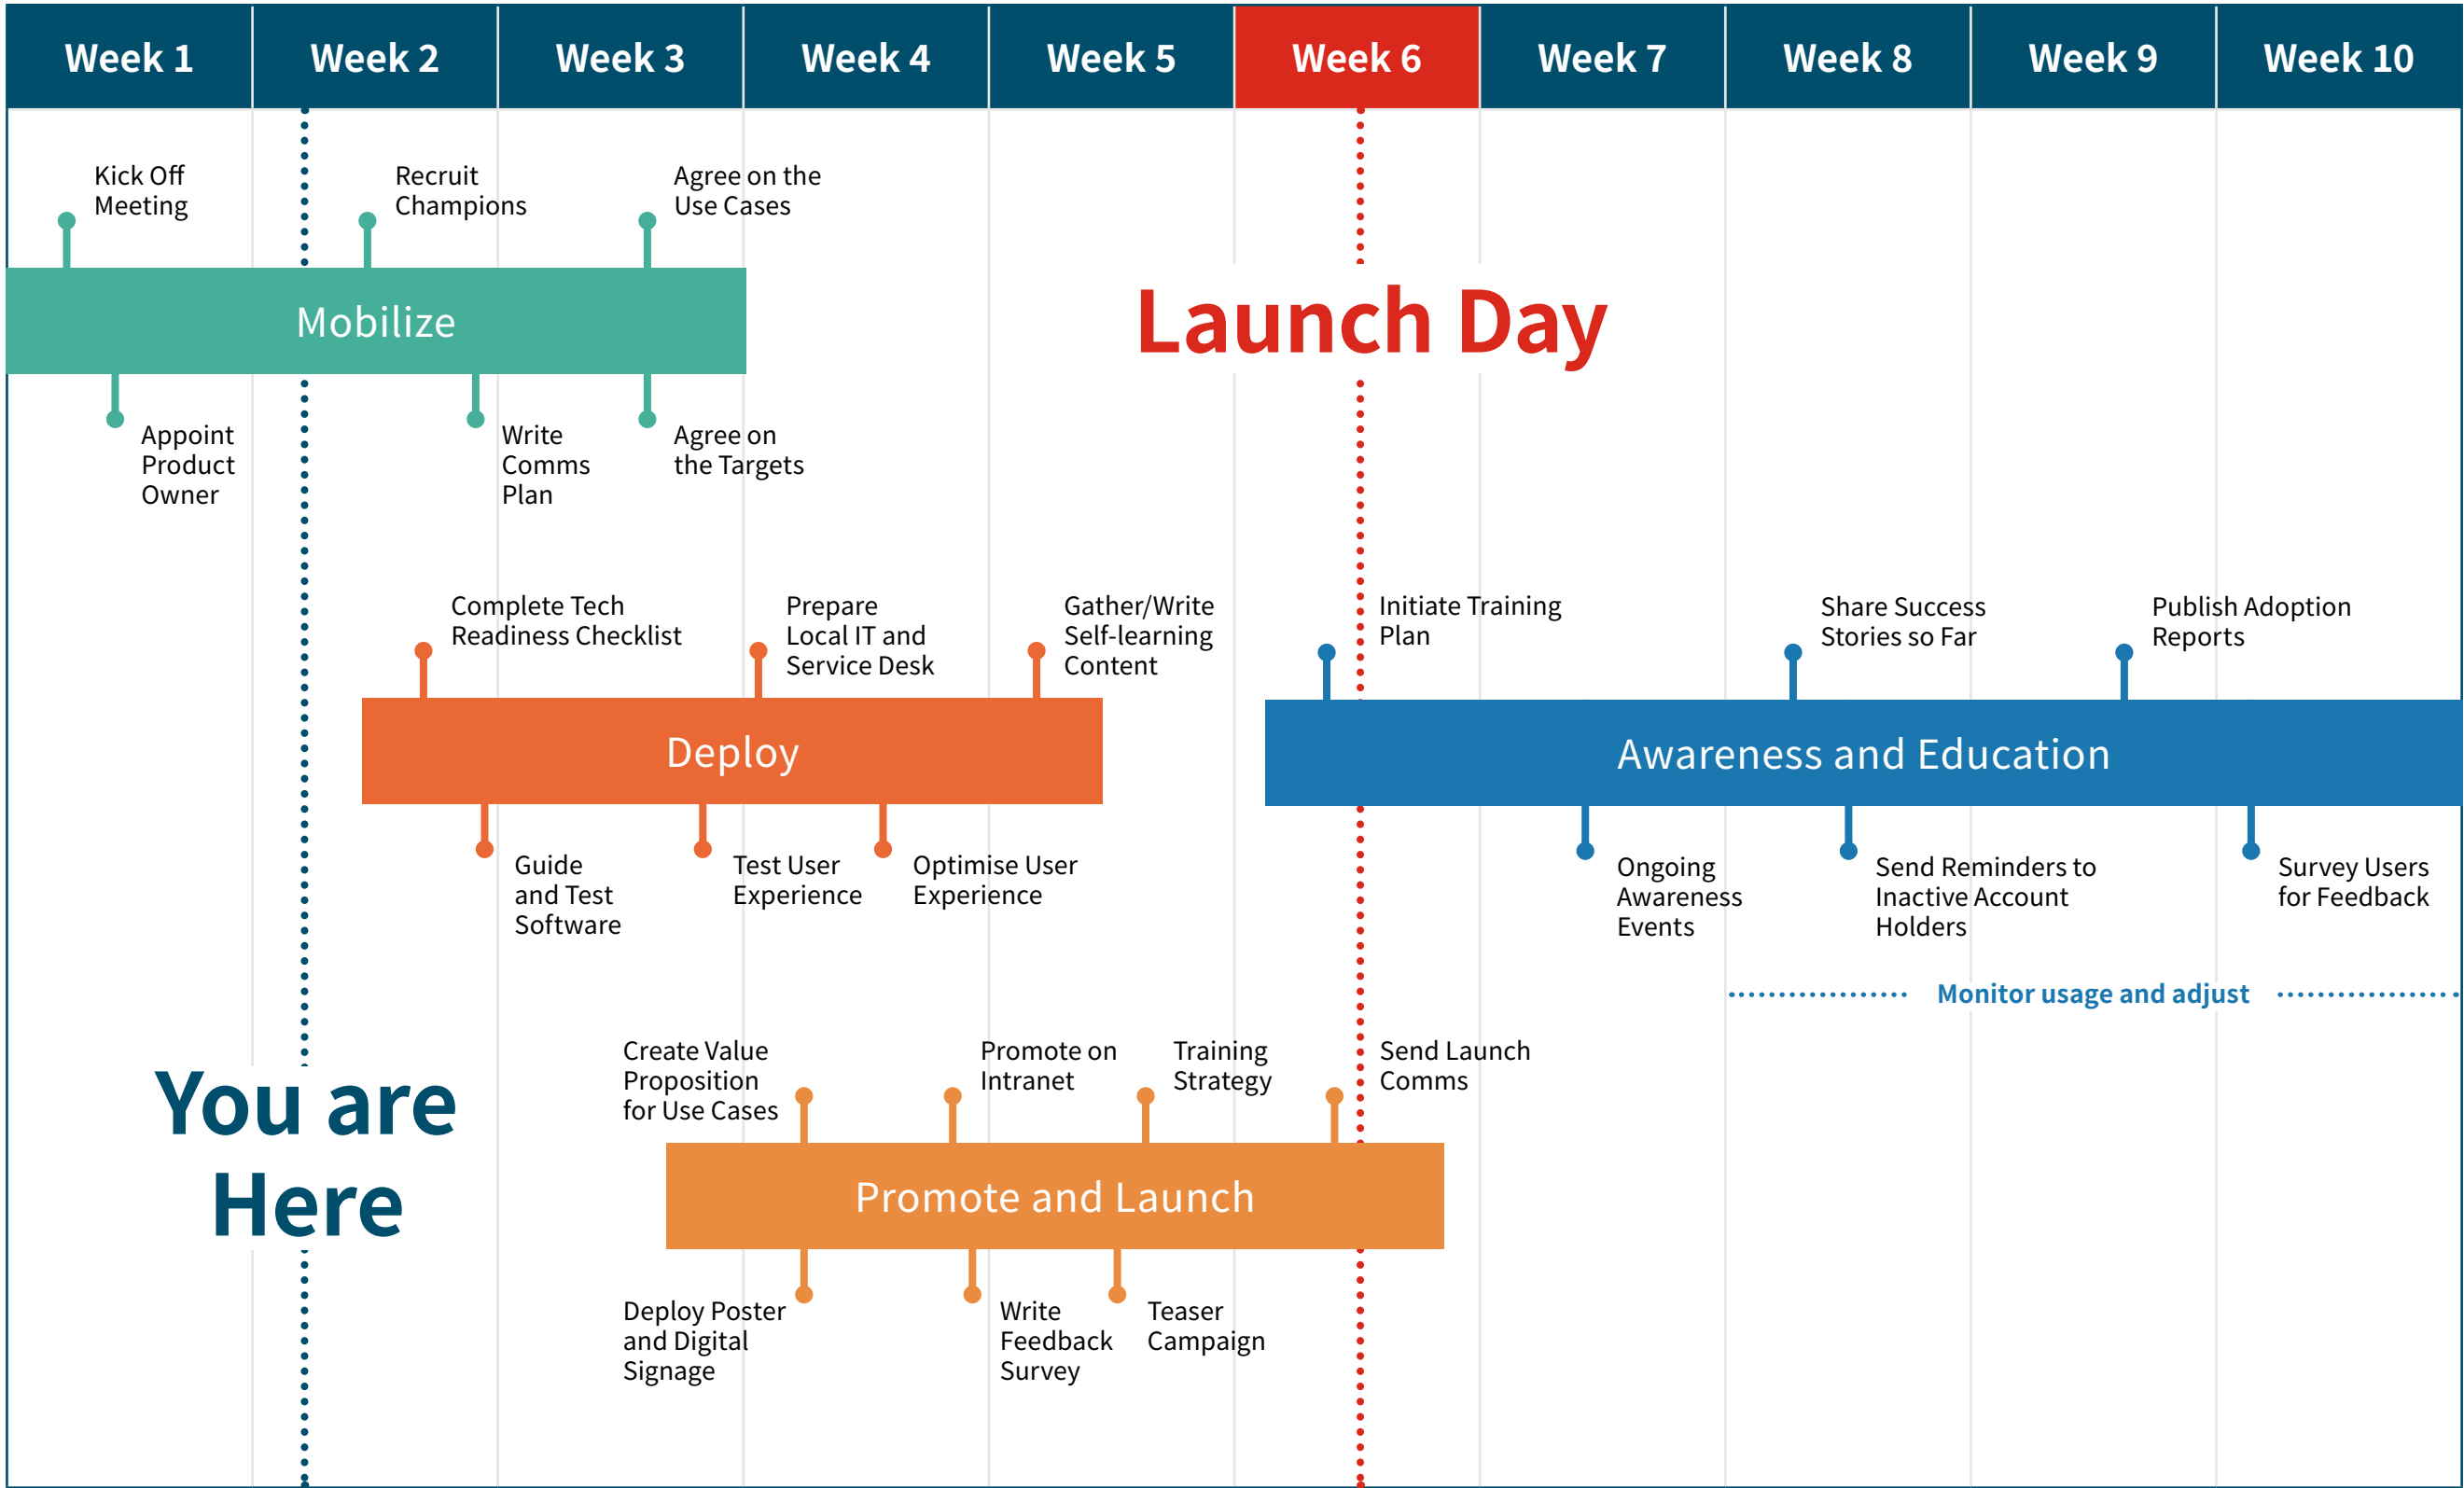 Week 1
Week 2
Week 3
Week 4
Week 5
Week 6
Week 7
Week 8
Week 9
Week 10
Kick Off
Meeting
Recruit
Champions
Agree on the
Use Cases
Mobilize
Launch Day
Appoint
Product
Owner
Write
Comms
Plan
Agree on
the Targets
Complete Tech
Readiness Checklist
Prepare
Local IT and
Service Desk
Gather/Write
Self-learning
Content
Initiate Training
Plan
Share Success
Stories so Far
Publish Adoption
Reports
Deploy
Awareness and Education
Guide
and Test
Software
Test User
Experience
Optimise User
Experience
Ongoing
Awareness
Events
Send Reminders to
Inactive Account
Holders
Survey Users
for Feedback
Monitor usage and adjust
You are
Here
Create Value
Proposition
for Use Cases
Promote on
Intranet
Training
Strategy
Send Launch
Comms
Promote and Launch
Deploy Poster
and Digital
Signage
Write
Feedback
Survey
Teaser
Campaign